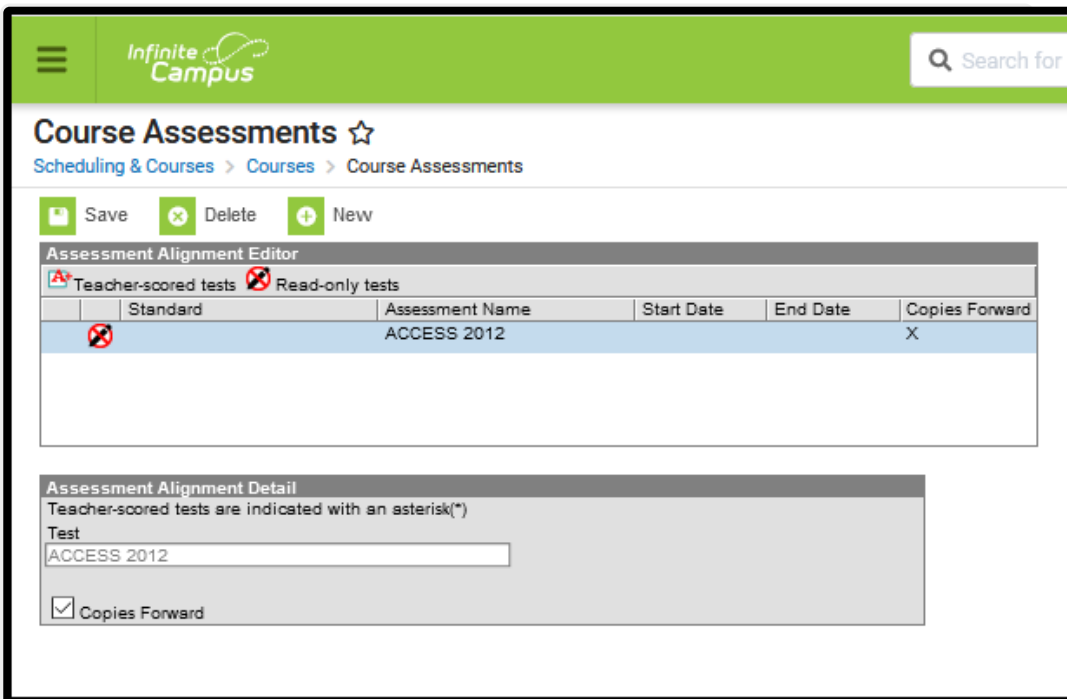 Infinite Campus
Search for
Course Assessments
Scheduling & Courses > Courses > Course Assessments
Save Delete New
Assessment Alignment Editor
A+ Teacher-scored tests Read-only tests
Standard Assessment Name Start Date End Date Copies Forward
ACCESS 2012 X
Assessment Alignment Detail
Teacher-scored tests are indicated with an asterisk(*)
Test
ACCESS 2012
Copies Forward